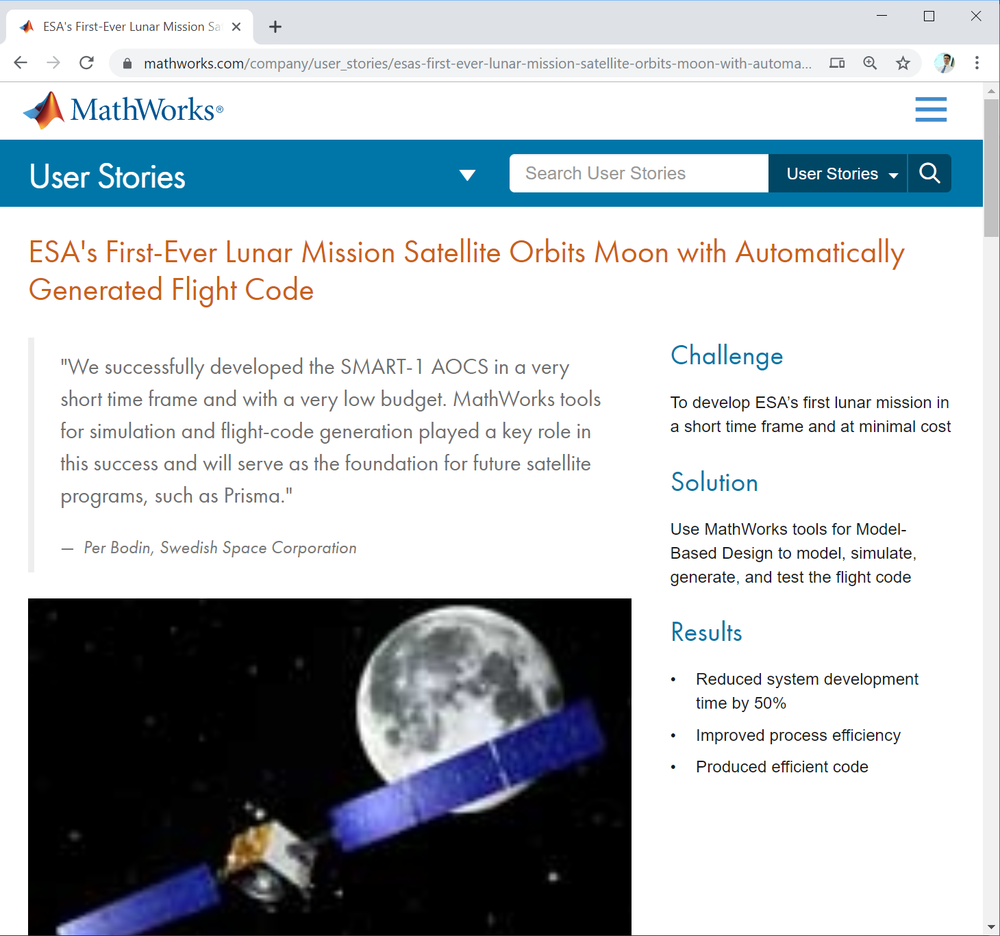 ESA's First-Ever Lunar Mission Sa
mathworks.com/company/user_stories/esas-first-ever-lunar-mission-satellite-orbits-moon-with-automa...
MathWorks®
User Stories
Search User Stories
User Stories
ESA's First-Ever Lunar Mission Satellite Orbits Moon with Automatically
Generated Flight Code
"We successfully developed the SMART-1 AOCS in a very
short time frame and with a very low budget. MathWorks tools
for simulation and flight-code generation played a key role in
this success and will serve as the foundation for future satellite
programs, such as Prisma."
— Per Bodin, Swedish Space Corporation
Challenge
To develop ESA’s first lunar mission in
a short time frame and at minimal cost
Solution
Use MathWorks tools for Model-
Based Design to model, simulate,
generate, and test the flight code
Results
• Reduced system development
time by 50%
• Improved process efficiency
• Produced efficient code